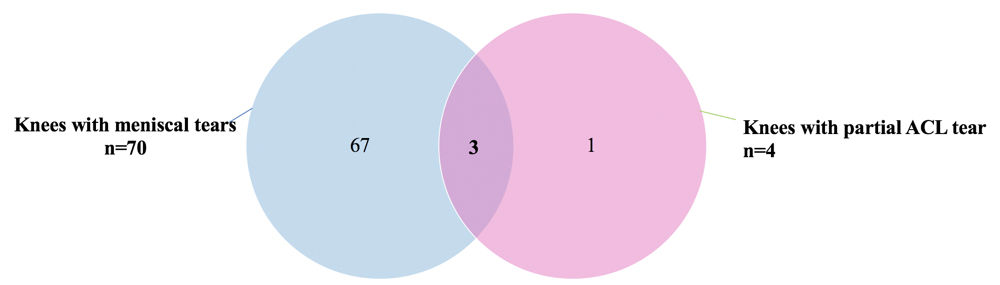 Knees with meniscal tears
n=70
67
3
1
Knees with partial ACL tear
n=4